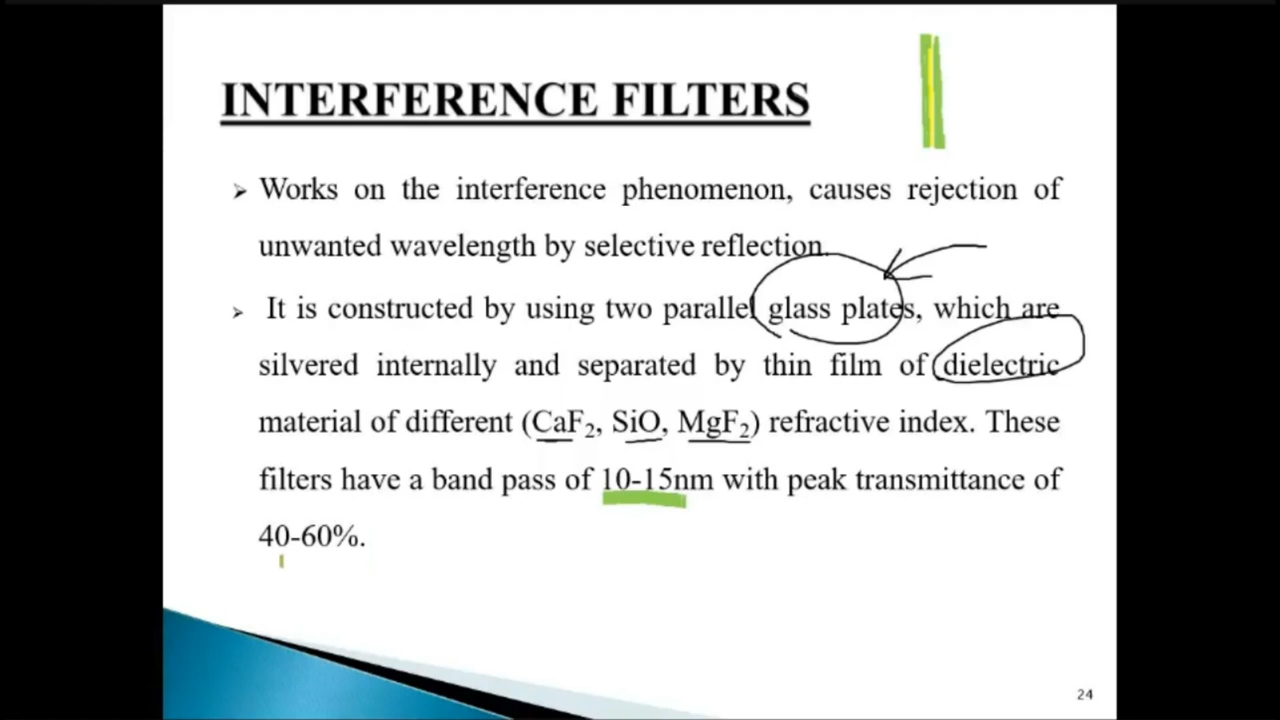 INTERFERENCE FILTERS
➢ Works on the interference phenomenon, causes rejection of
unwanted wavelength by selective reflection.
➢ It is constructed by using two parallel glass plates, which are
silvered internally and separated by thin film of dielectric
material of different (CaF₂, SiO, MgF₂) refractive index. These
filters have a band pass of 10-15nm with peak transmittance of
40-60%.
24